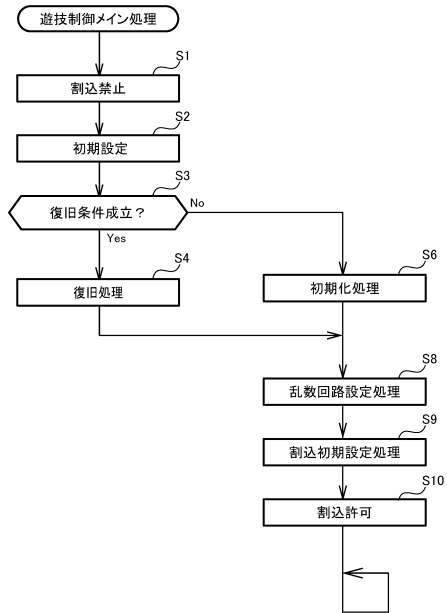 遊技制御メイン処理
S1
割込禁止
S2
初期設定
S3
復旧条件成立？
No
Yes
S4
復旧処理
S6
初期化処理
S8
乱数回路設定処理
S9
割込初期設定処理
S10
割込許可